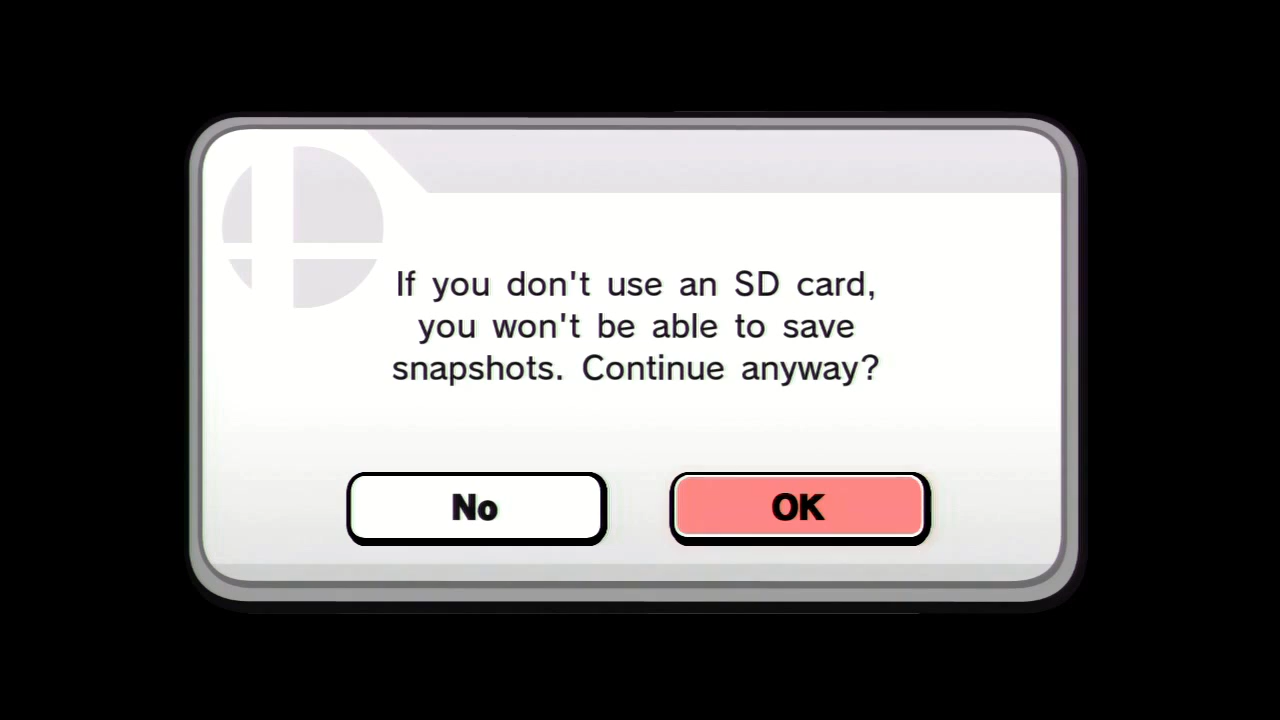 If you don't use an SD card,
you won't be able to save
snapshots. Continue anyway?
No
OK